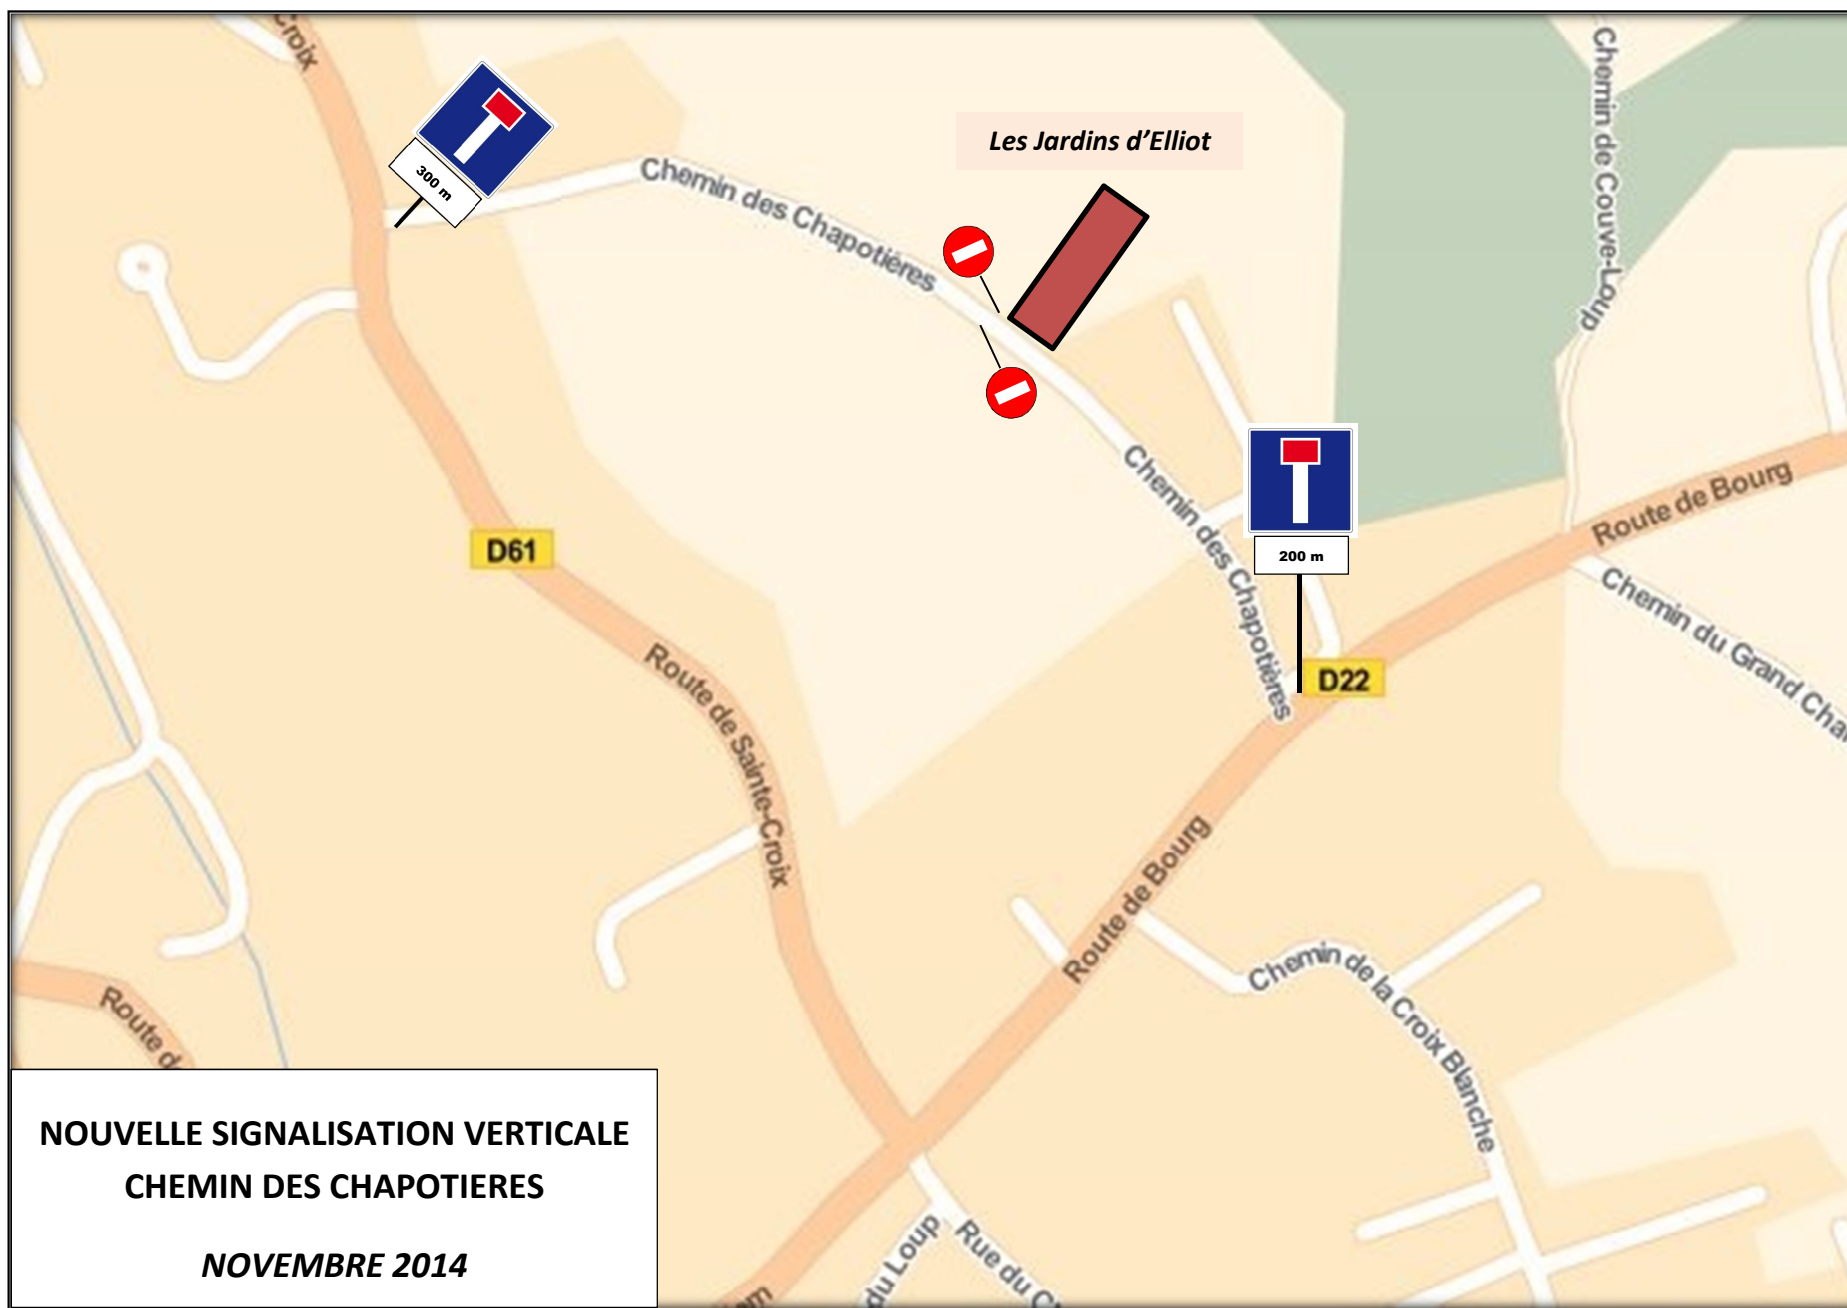 Croix
300 m
Chemin des Chapotières
Les Jardins d'Elliot
Chemin de Couve-Loup
D61
Chemin des Chapotières
200 m
Route de Bourg
D22
Chemin du Grand
Route de Sainte-Croix
Route de Bourg
Chemin de la Croix Blanche
Route
NOUVELLE SIGNALISATION VERTICALE
CHEMIN DES CHAPOTIERES
NOVEMBRE 2014
du Loup
Rue du